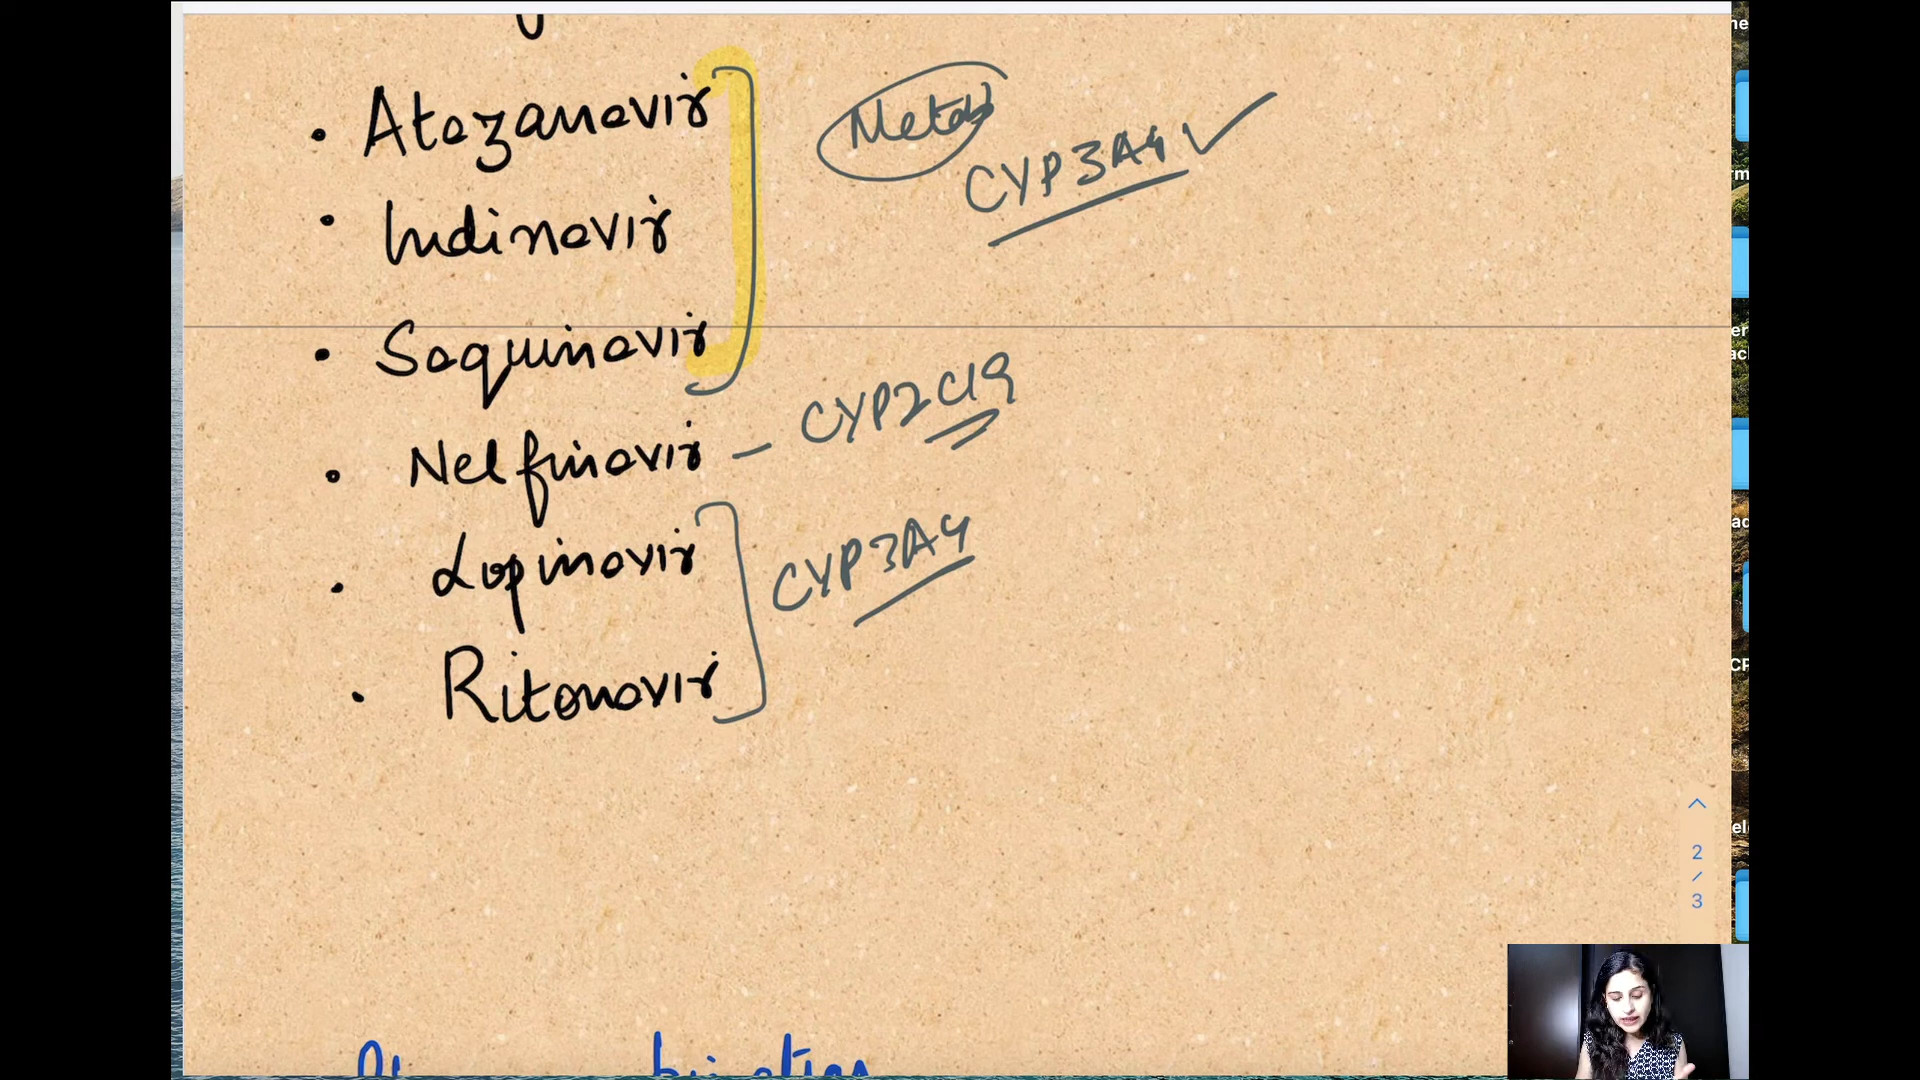 • Atazanavir
Metab
CYP3A4 ✓
• Indinavir
• Saquinavir
• Nelfinavir – CYP2C19
• Lopinavir
CYP3A4
• Ritonavir
2
/
3